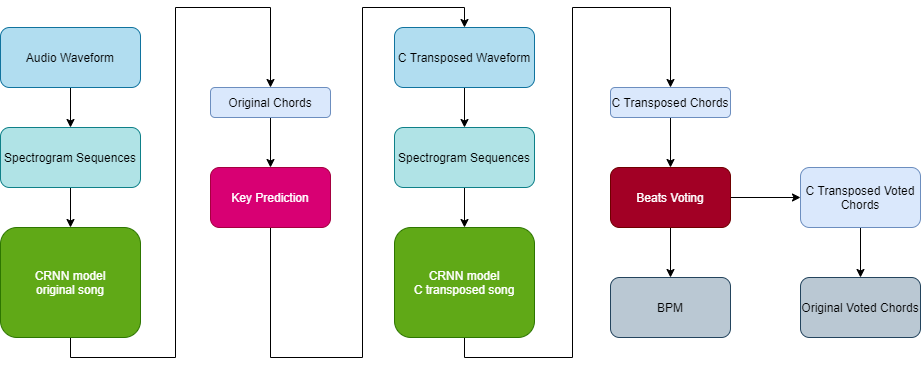 Audio Waveform
Spectrogram Sequences
CRNN model
original song
Original Chords
Key Prediction
C Transposed Waveform
Spectrogram Sequences
CRNN model
C transposed song
C Transposed Chords
Beats Voting
BPM
C Transposed Voted
Chords
Original Voted Chords